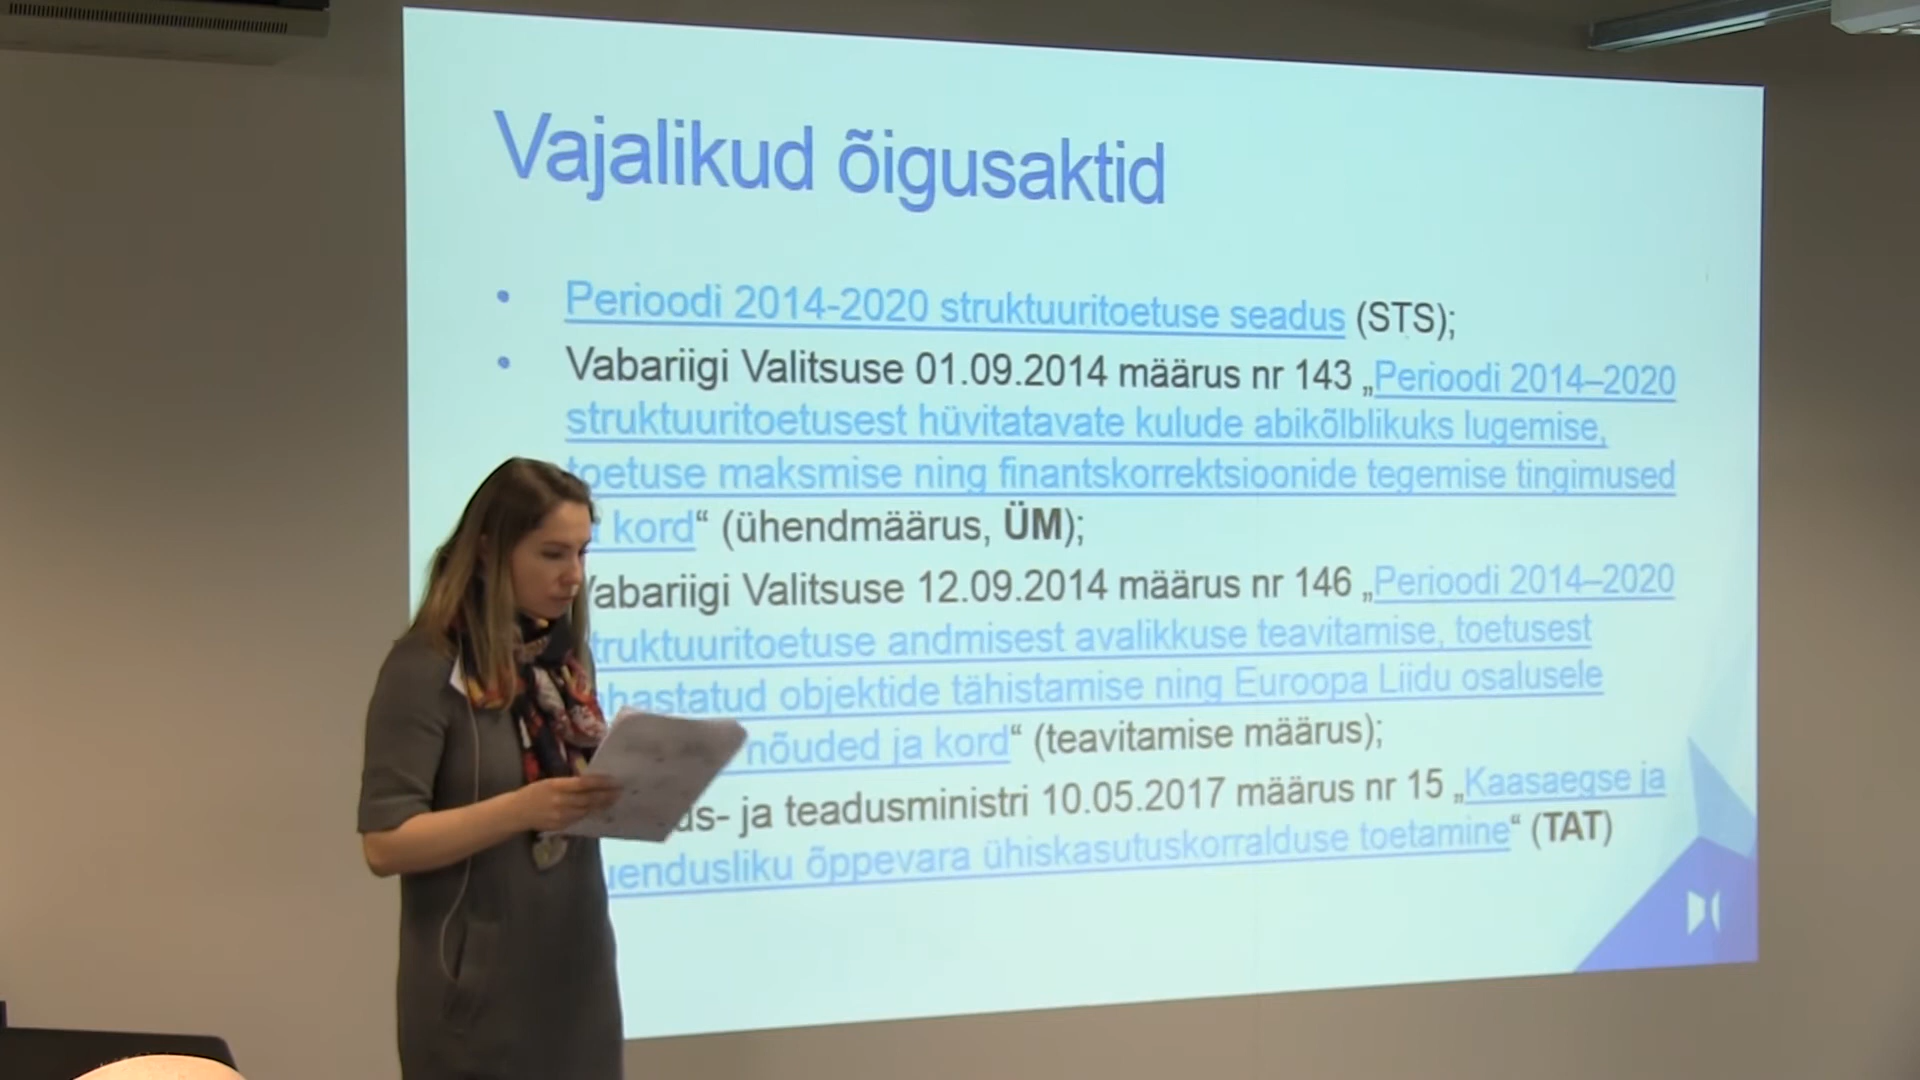 Vajalikud õigusaktid
• Perioodi 2014-2020 struktuuritoetuse seadus (STS);
• Vabariigi Valitsuse 01.09.2014 määrus nr 143 „Perioodi 2014–2020
struktuuritoetusest hüvitatavate kulude abikõlblikuks lugemise,
toetuse maksmise ning finantskorrektsioonide tegemise tingimused
kord“ (ühendmäärus, ÜM);
Vabariigi Valitsuse 12.09.2014 määrus nr 146 „Perioodi 2014–2020
struktuuritoetuse andmisest avalikkuse teavitamise, toetusest
objektide tähistamise ning Euroopa Liidu osalusele
nõuded ja kord“ (teavitamise määrus);
ja teadusministri 10.05.2017 määrus nr 15 „Kaasaegse ja
õppevara ühiskasutuskorralduse toetamine“ (TAT)